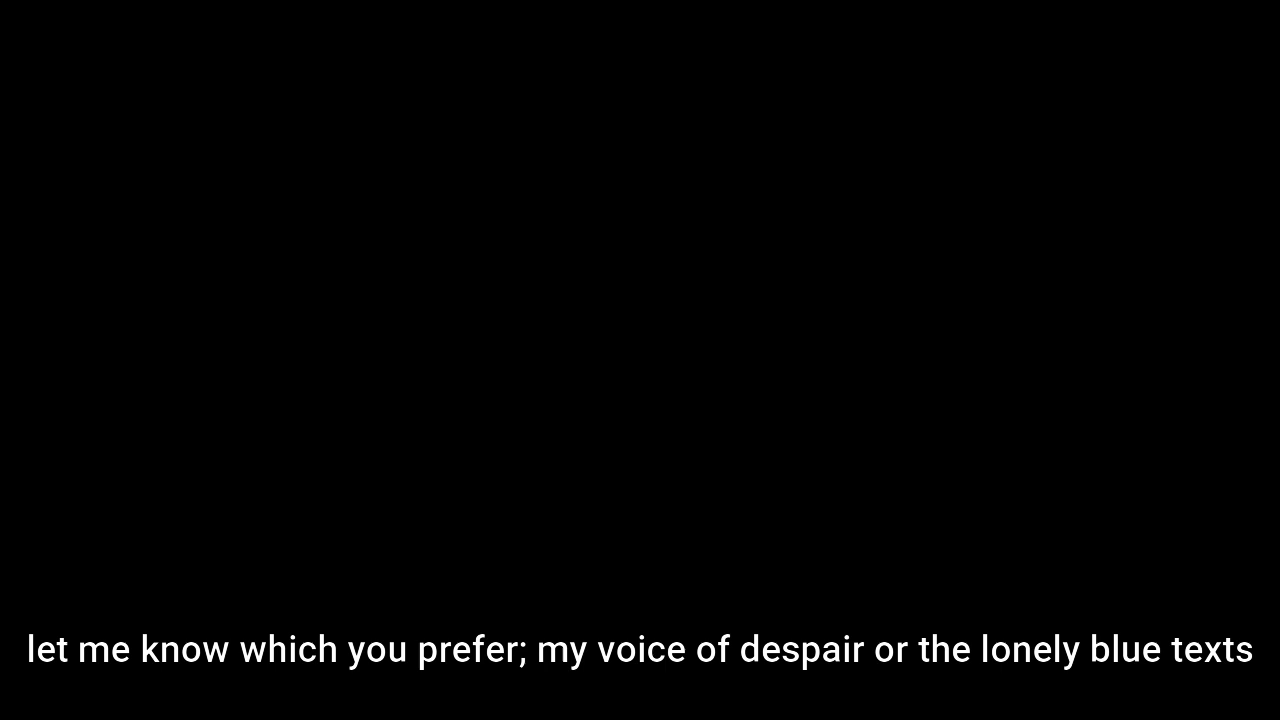 let me know which you prefer; my voice of despair or the lonely blue texts